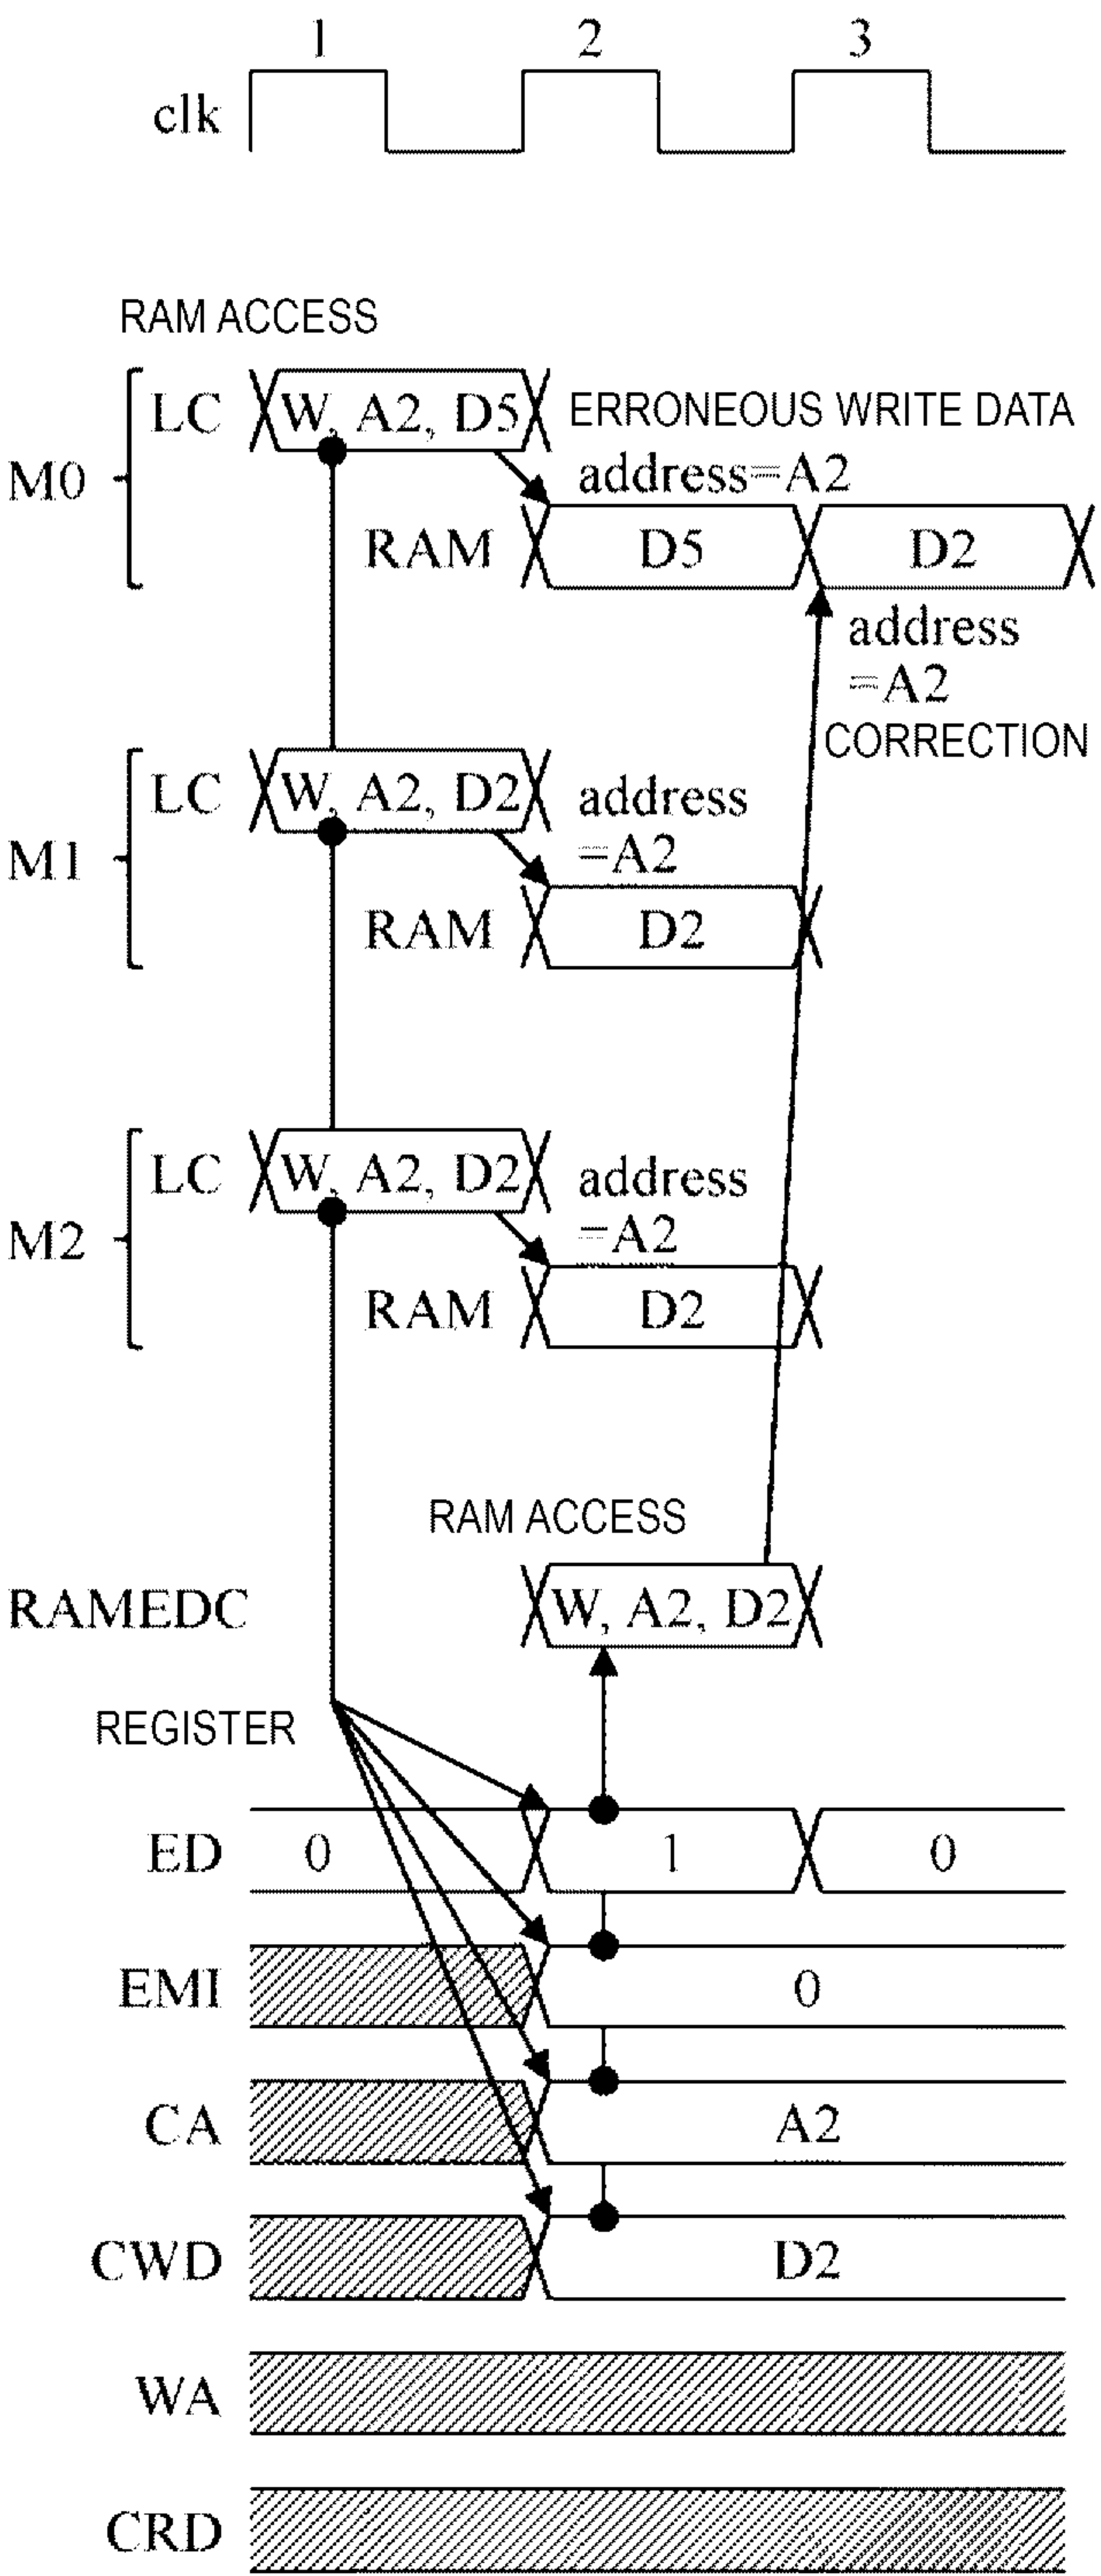 1 2 3
clk
RAM ACCESS
LC W, A2, D5 ERRONEOUS WRITE DATA
M0 address=A2
RAM D5 D2
address
=A2
CORRECTION
LC W, A2, D2 address
=A2
M1
RAM D2
LC W, A2, D2 address
=A2
M2
RAM D2
RAM ACCESS
RAMEDC W, A2, D2
REGISTER
ED 0 1 0
EMI 0
CA A2
CWD D2
WA
CRD